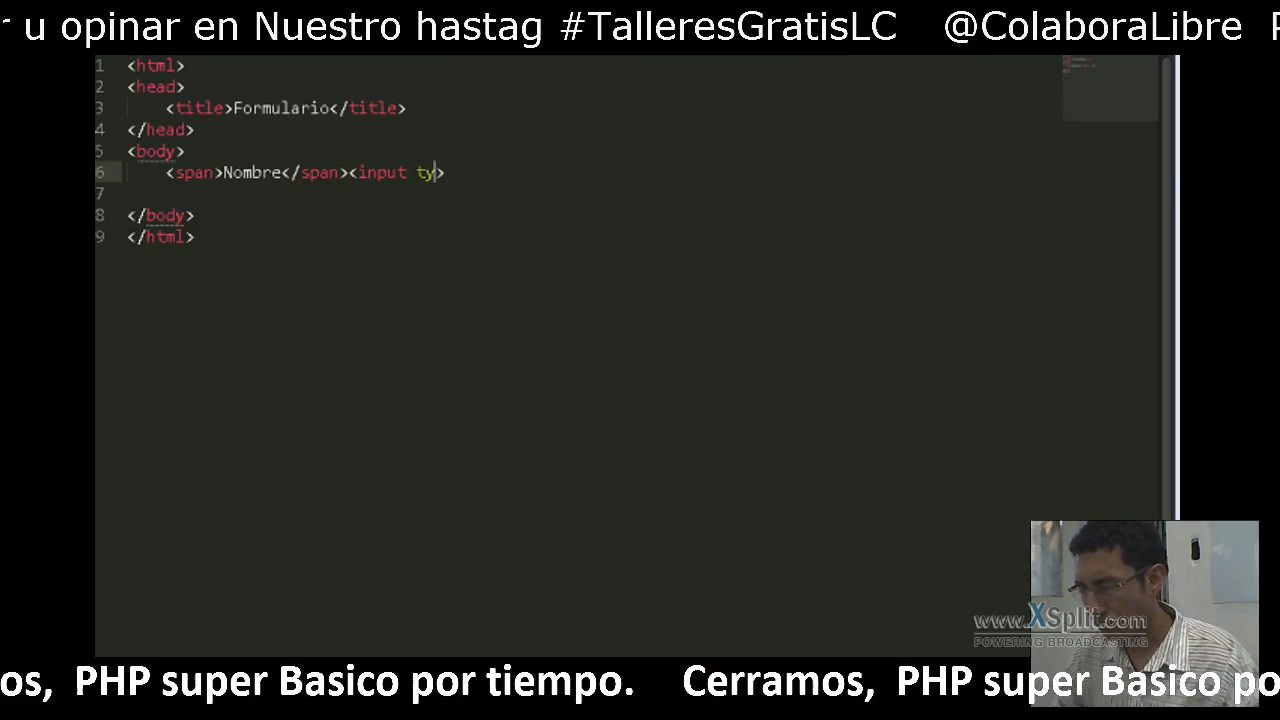 r u opinar en Nuestro hastag #TalleresGratisLC @ColaboraLibre
1 <html>
2 <head>
3 <title>Formulario</title>
4 </head>
5 <body>
6 <span>Nombre</span><input ty>
7
8 </body>
9 </html>
www.XSplit.com
POWERING BROADCASTING
os, PHP super Basico por tiempo. Cerramos, PHP super Basico po